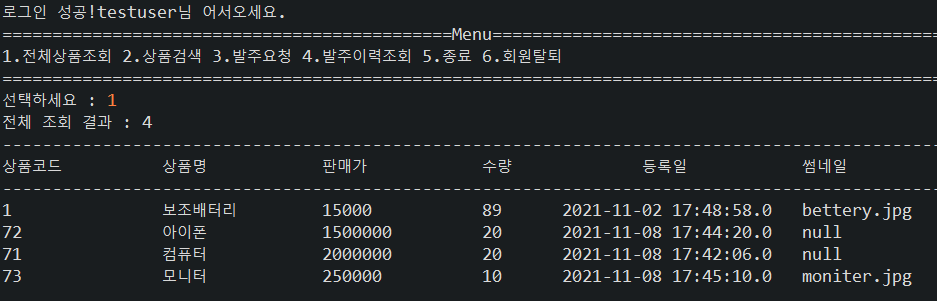 로그인 성공!testuser님 어서오세요.
=============================================Menu=============================================
1.전체상품조회 2.상품검색 3.발주요청 4.발주이력조회 5.종료 6.회원탈퇴
==============================================================================================
선택하세요 : 1
전체 조회 결과 : 4
----------------------------------------------------------------------------------------------
상품코드 상품명 판매가 수량 등록일 썸네일
----------------------------------------------------------------------------------------------
1 보조배터리 15000 89 2021-11-02 17:48:58.0 bettery.jpg
72 아이폰 1500000 20 2021-11-08 17:44:20.0 null
71 컴퓨터 2000000 20 2021-11-08 17:42:06.0 null
73 모니터 250000 10 2021-11-08 17:45:10.0 moniter.jpg